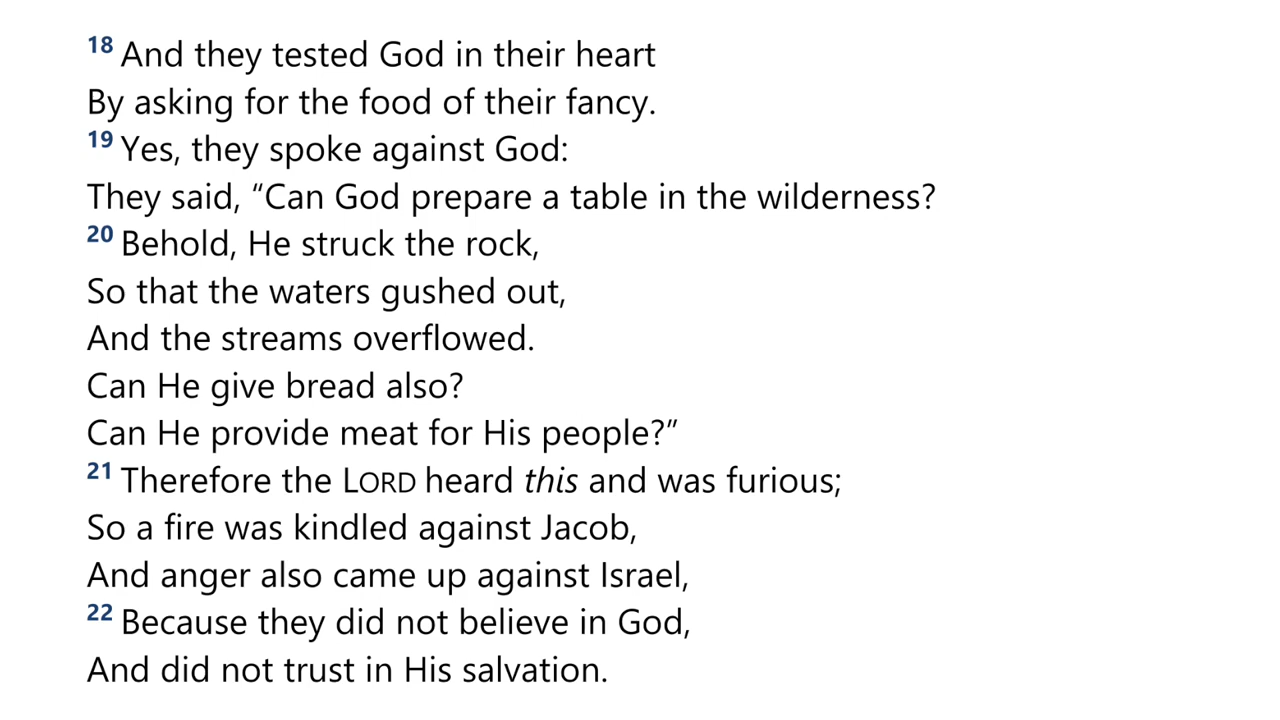 18 And they tested God in their heart
By asking for the food of their fancy.
19 Yes, they spoke against God:
They said, “Can God prepare a table in the wilderness?
20 Behold, He struck the rock,
So that the waters gushed out,
And the streams overflowed.
Can He give bread also?
Can He provide meat for His people?”
21 Therefore the LORD heard this and was furious;
So a fire was kindled against Jacob,
And anger also came up against Israel,
22 Because they did not believe in God,
And did not trust in His salvation.